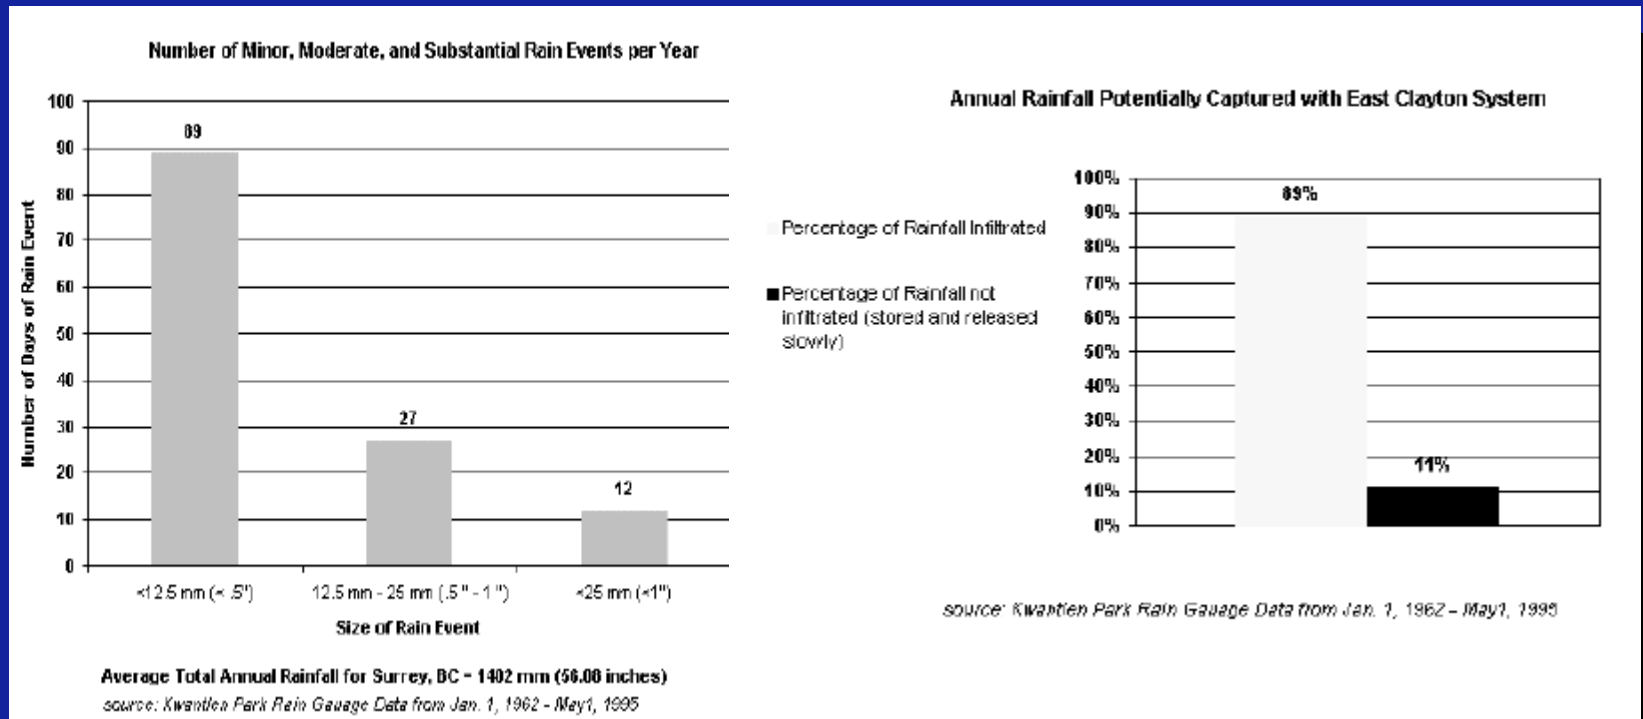 Number of Minor, Moderate, and Substantial Rain Events per Year
100
90
80
70
60
50
40
30
20
10
0
89
27
12
Number of Days of Rain Event
<12.5 mm (< .5")
12.5 mm - 25 mm (.5 " - 1 ")
<25 mm (<1")
Size of Rain Event
Average Total Annual Rainfall for Surrey, BC = 1402 mm (56.08 inches)
source: Kwantlen Park Rain Gauage Data from Jan. 1, 1962 - May1, 1995
Annual Rainfall Potentially Captured with East Clayton System
Percentage of Rainfall Infiltrated
Percentage of Rainfall not
infiltrated (stored and released
slowly)
100%
90%
80%
70%
60%
50%
40%
30%
20%
10%
0%
89%
11%
source: Kwantlen Park Rain Gauage Data from Jan. 1, 1962 – May1, 1995